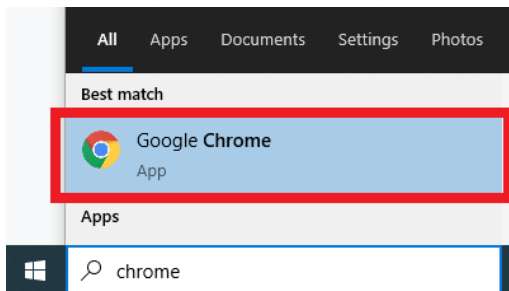 All Apps Documents Settings Photos
Best match
Google Chrome
App
Apps
chrome